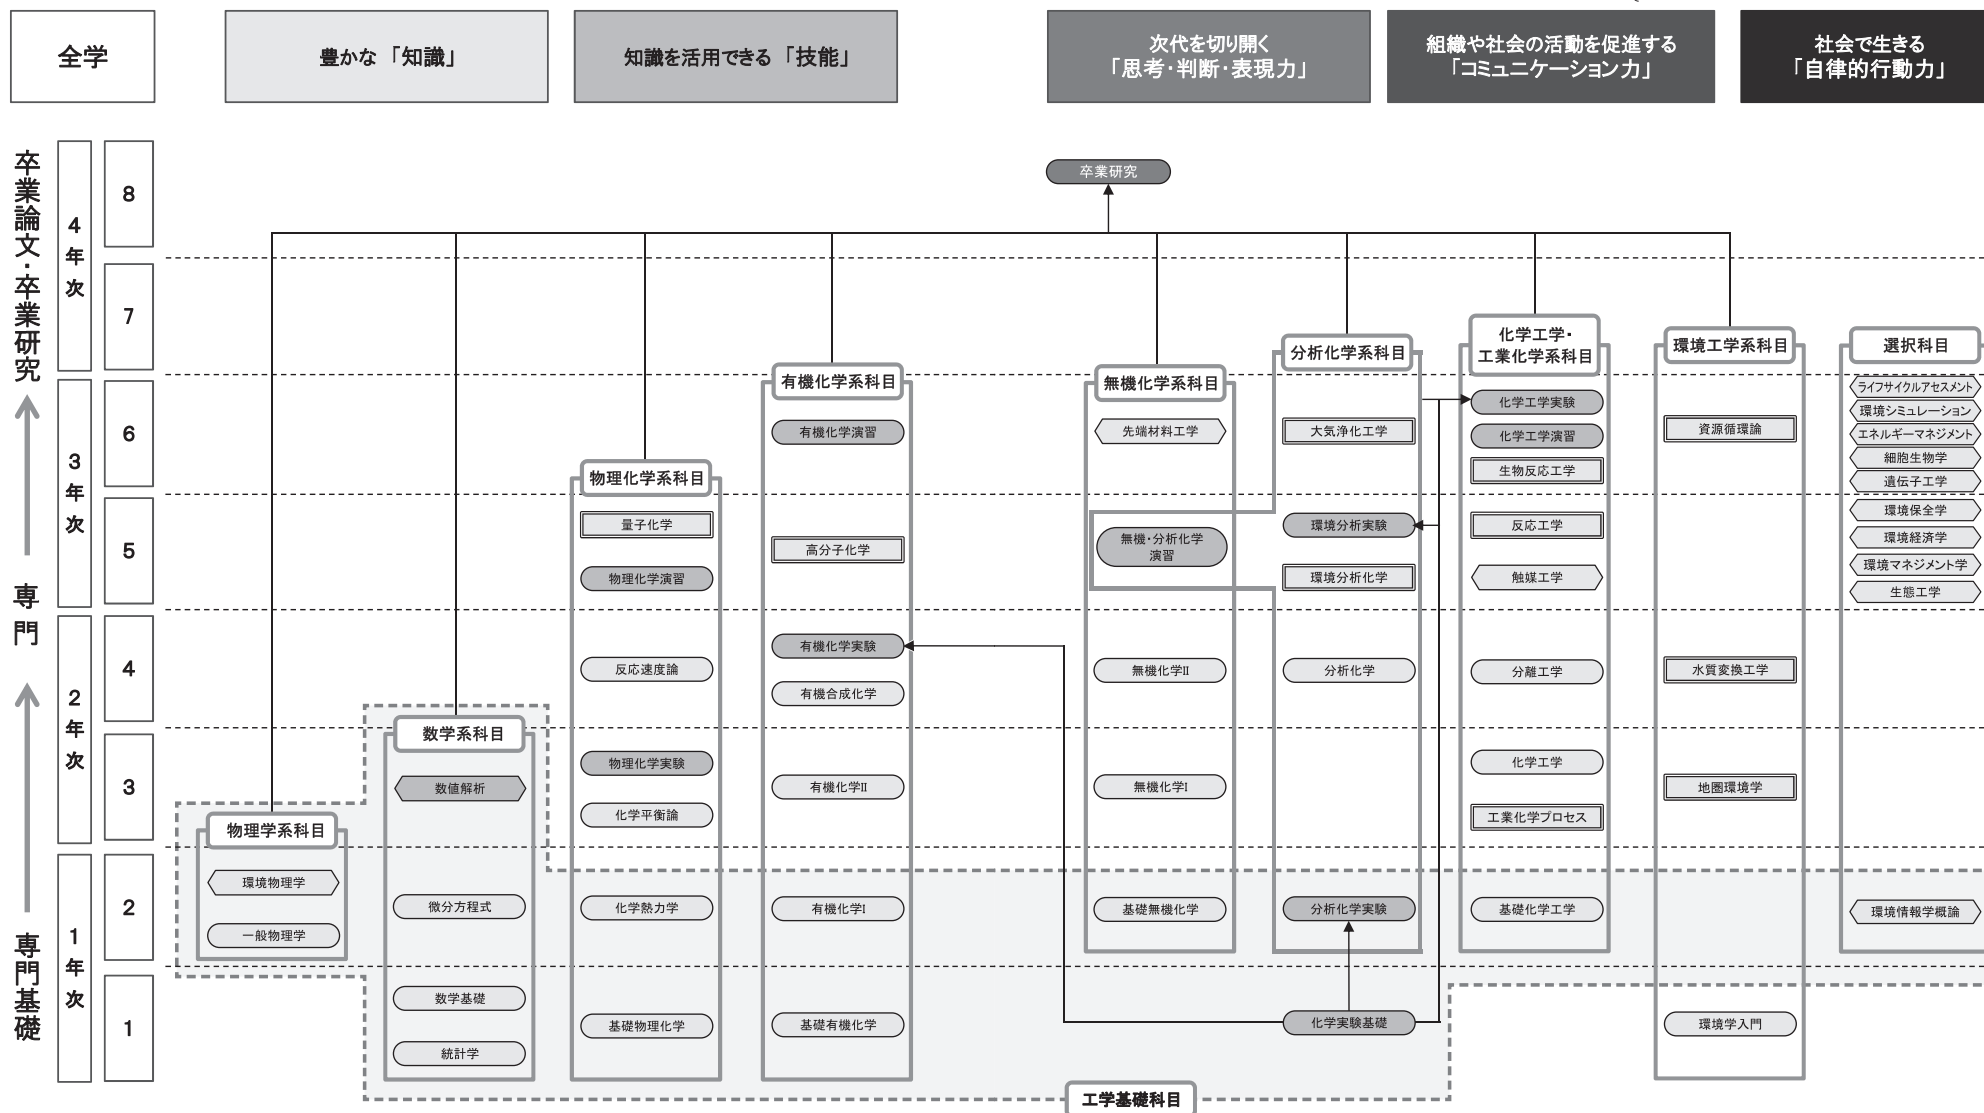 全学
豊かな「知識」
知識を活用できる「技能」
次代を切り開く
「思考・判断・表現力」
組織や社会の活動を促進する
「コミュニケーション力」
社会で生きる
「自律的行動力」
卒業論文・卒業研究
専門
専門基礎
4年次
3年次
2年次
1年次
8
7
6
5
4
3
2
1
卒業研究
物理学系科目
環境物理学
一般物理学
数学系科目
数値解析
微分方程式
数学基礎
統計学
物理化学系科目
量子化学
物理化学演習
反応速度論
物理化学実験
化学平衡論
化学熱力学
基礎物理化学
有機化学系科目
有機化学演習
高分子化学
有機化学実験
有機合成化学
有機化学II
有機化学I
基礎有機化学
無機化学系科目
先端材料工学
無機・分析化学
演習
無機化学II
無機化学I
基礎無機化学
分析化学系科目
大気浄化工学
環境分析実験
環境分析化学
分析化学
分析化学実験
化学実験基礎
化学工学・
工業化学系科目
化学工学実験
化学工学演習
生物反応工学
反応工学
触媒工学
分離工学
化学工学
工業化学プロセス
基礎化学工学
環境工学系科目
資源循環論
水質変換工学
地圏環境学
環境学入門
選択科目
ライフサイクルアセスメント
環境シミュレーション
エネルギーマネジメント
細胞生物学
遺伝子工学
環境保全学
環境経済学
環境マネジメント学
生態工学
環境情報学概論
工学基礎科目